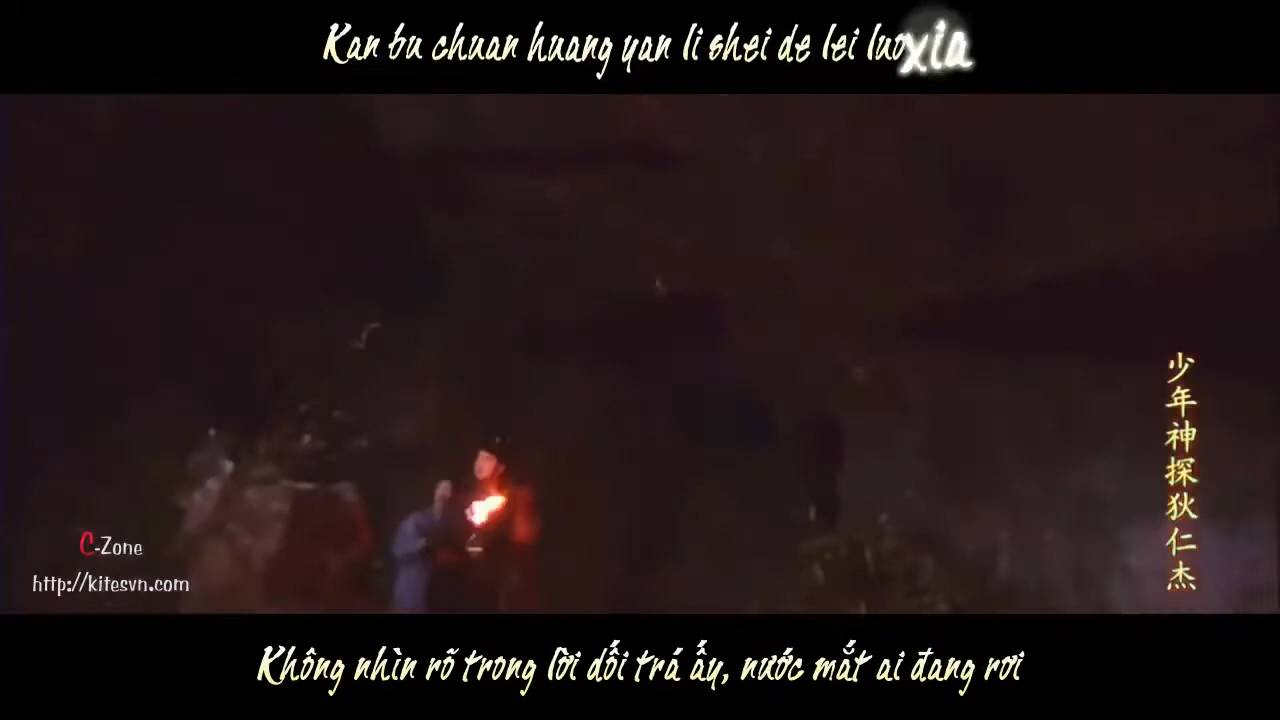 Kan bu chuan huang yan li shei de lei luo xia
少年神探狄仁杰
C-Zone
http://kitesvn.com
Không nhìn rõ trong lời dối trá ấy, nước mắt ai đang rơi